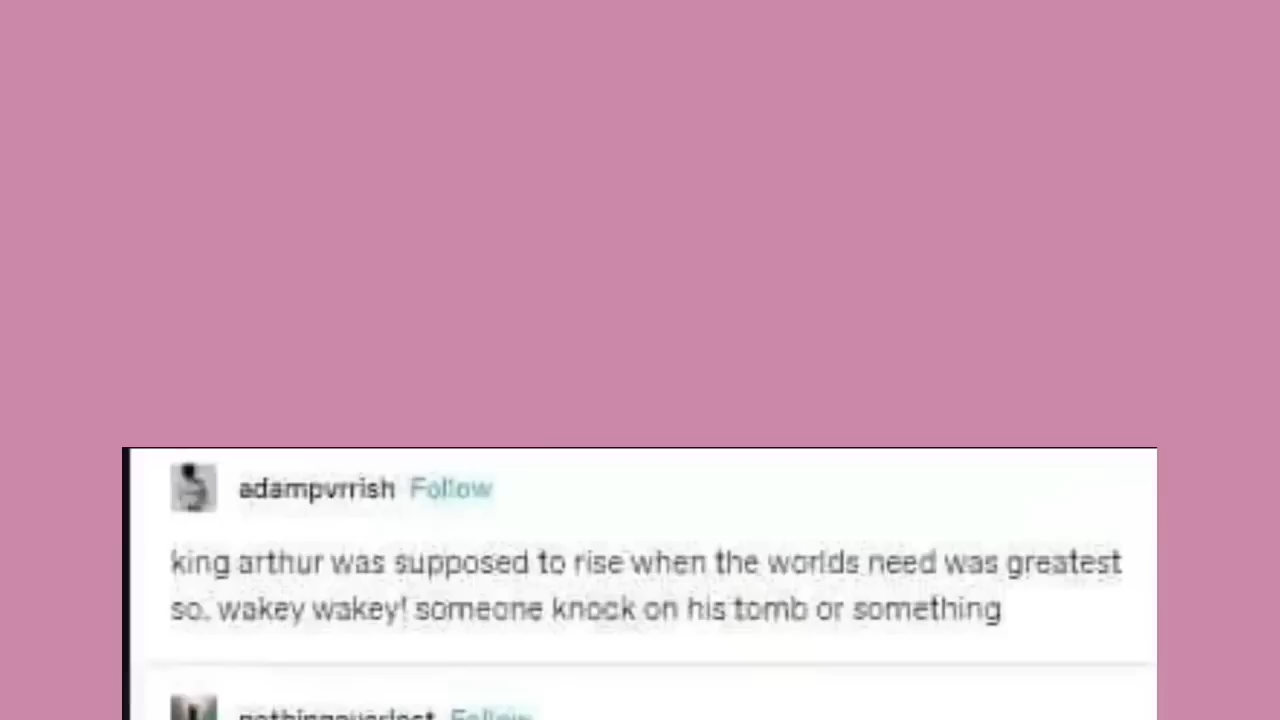 adampvrrish Follow
king arthur was supposed to rise when the worlds need was greatest
so. wakey wakey! someone knock on his tomb or something
Follow